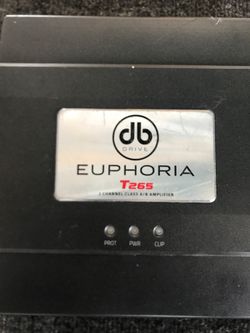 db
DRIVE
EUPHORIA
T265
2 CHANNEL CLASS A/B AMPLIFIER
PROT PWR CLIP